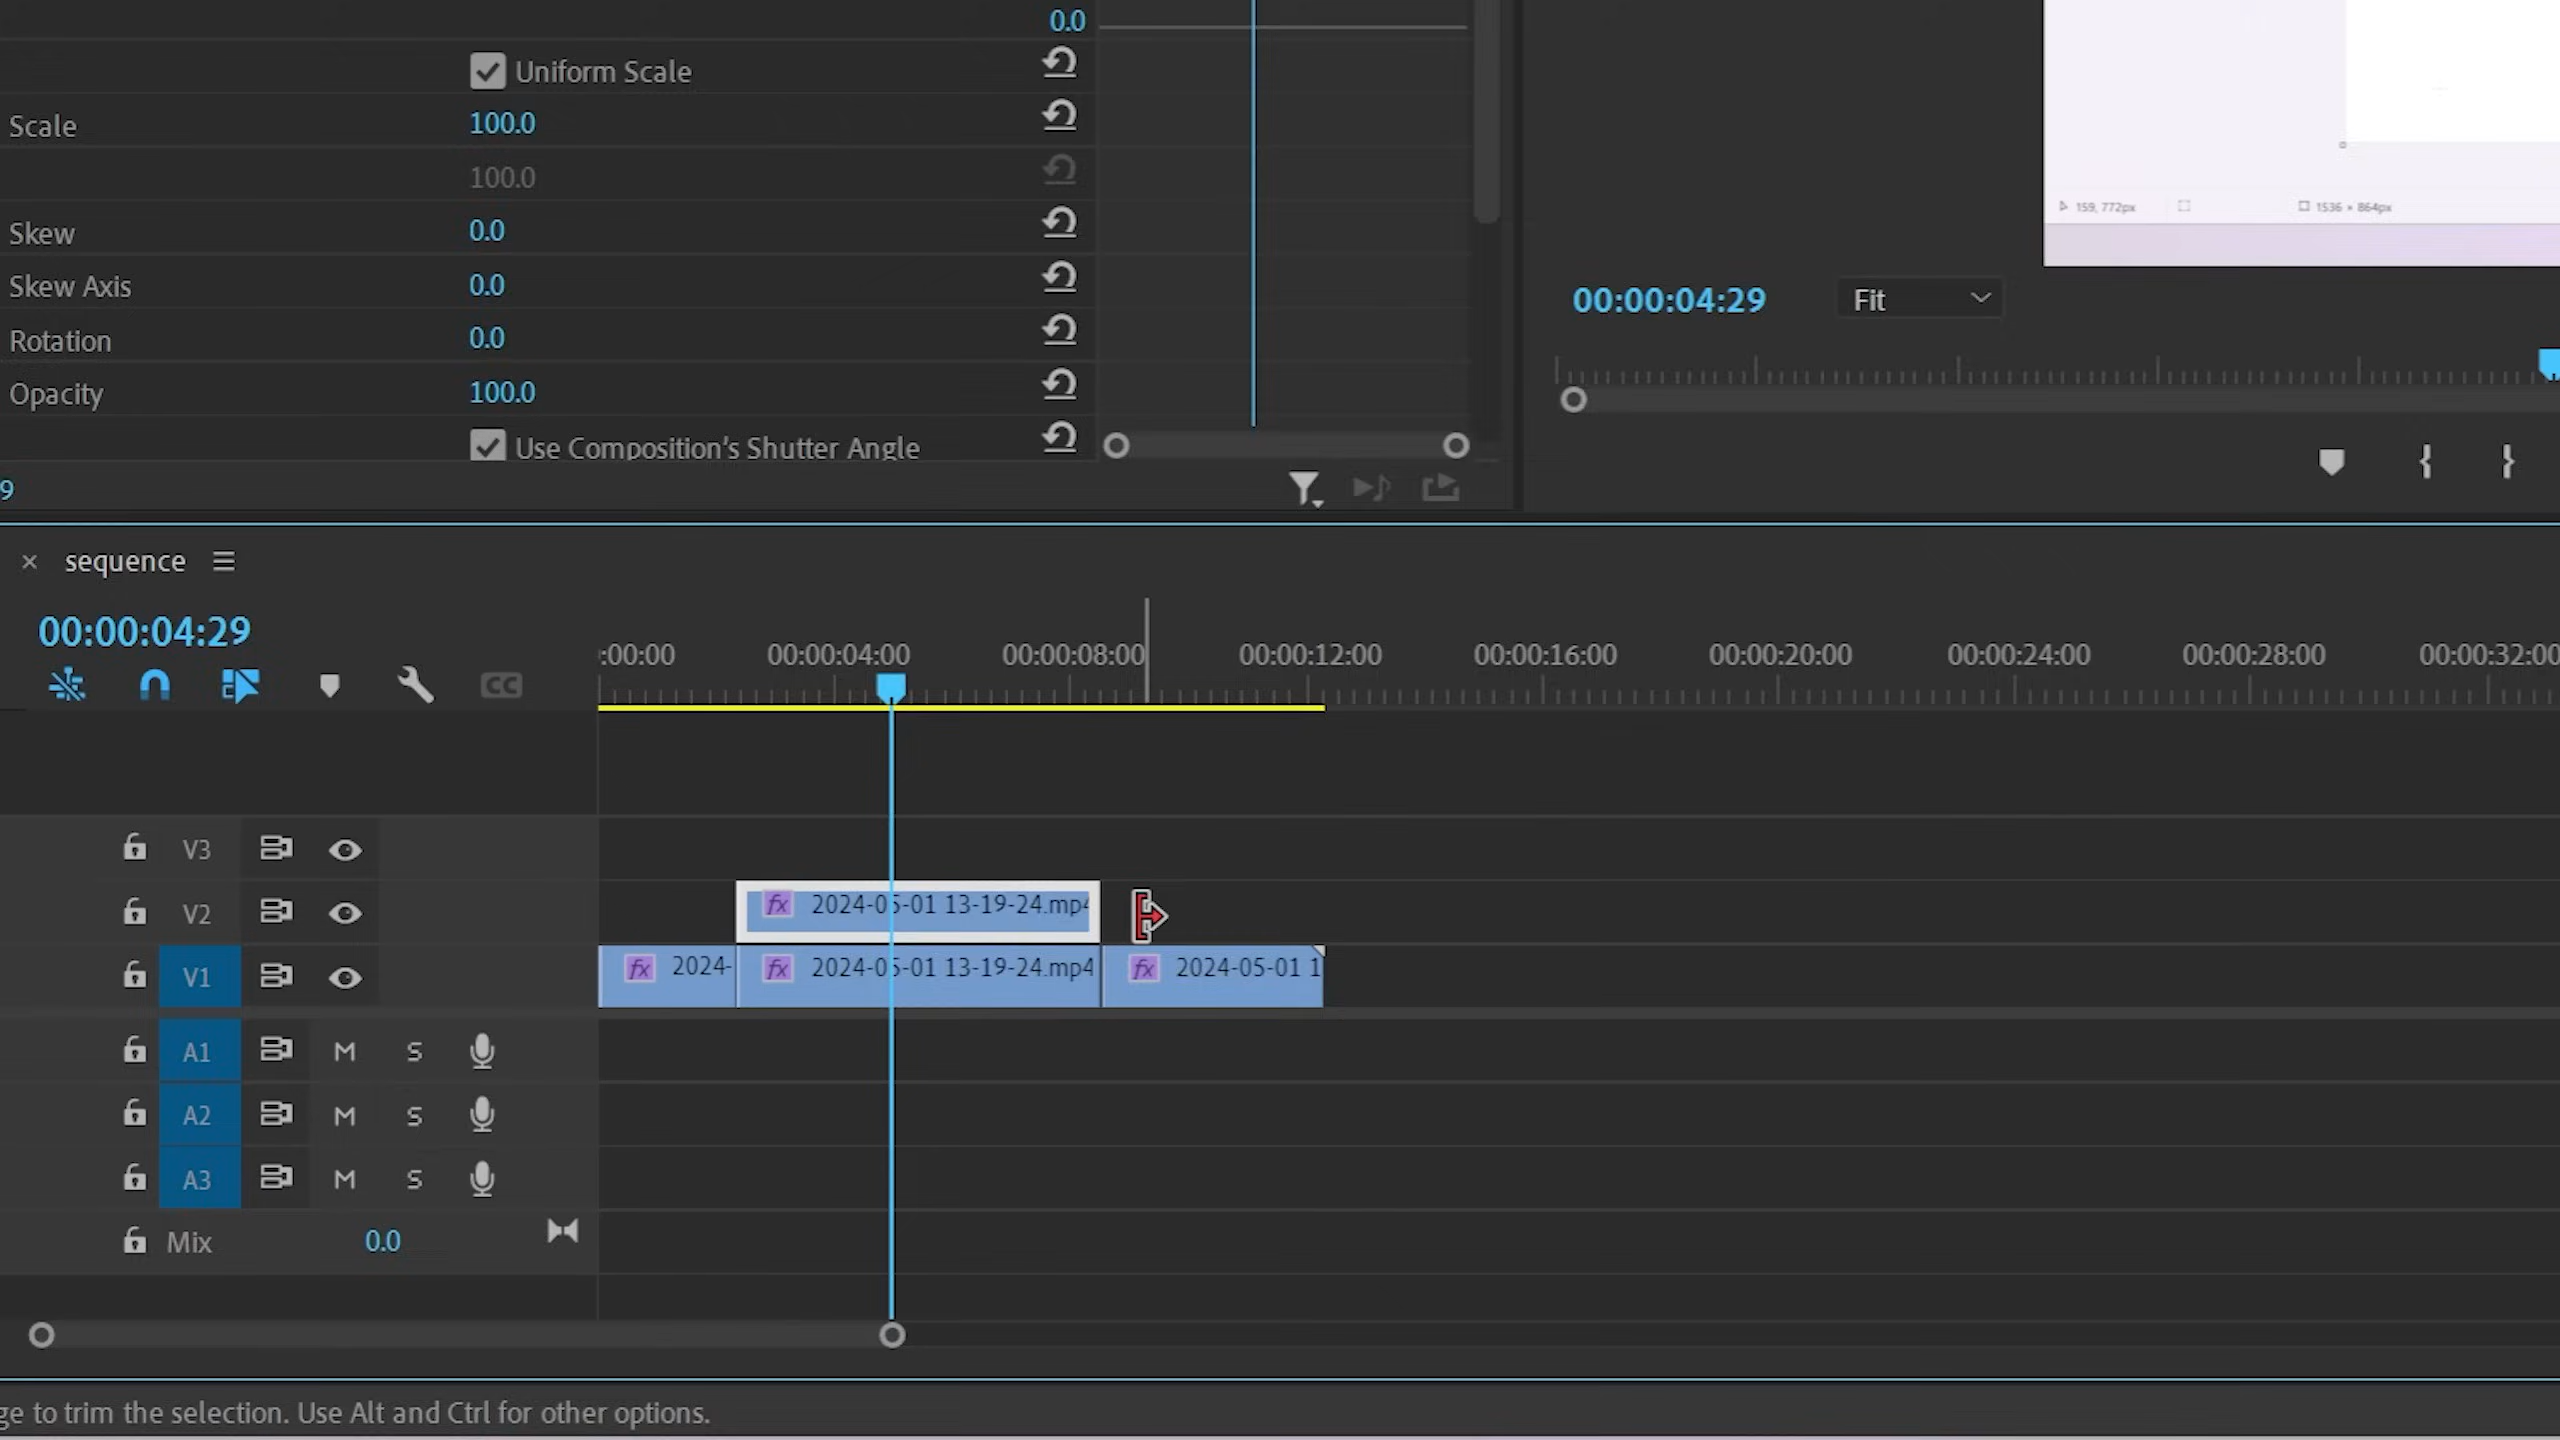 0.0
Uniform Scale
Scale 100.0
100.0
Skew 0.0
Skew Axis 0.0
Rotation 0.0
Opacity 100.0
Use Composition's Shutter Angle
9
159, 772px 1536 × 864px
00:00:04:29 Fit
× sequence
00:00:04:29
:00:00 00:00:04:00 00:00:08:00 00:00:12:00 00:00:16:00 00:00:20:00 00:00:24:00 00:00:28:00 00:00:32:00
CC
V3
V2 fx 2024-05-01 13-19-24.mp4
V1 fx 2024- fx 2024-05-01 13-19-24.mp4 fx 2024-05-01 1
A1 M S
A2 M S
A3 M S
Mix 0.0
ge to trim the selection. Use Alt and Ctrl for other options.